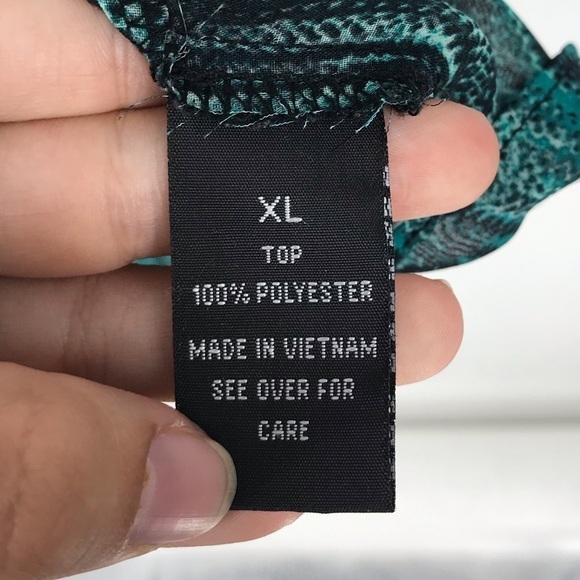 XL
TOP
100% POLYESTER
MADE IN VIETNAM
SEE OVER FOR
CARE